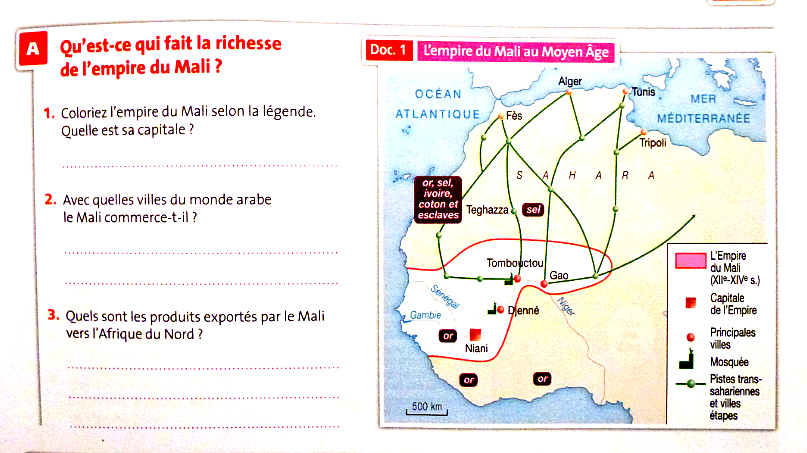 A
Qu'est-ce qui fait la richesse
de l'empire du Mali ?
1. Coloriez l'empire du Mali selon la légende.
Quelle est sa capitale ?
2. Avec quelles villes du monde arabe
le Mali commerce-t-il ?
3. Quels sont les produits exportés par le Mali
vers l'Afrique du Nord ?
Doc. 1 L'empire du Mali au Moyen Âge
OCÉAN
ATLANTIQUE
Alger
Tunis
MER
MÉDITERRANÉE
Fès
Tripoli
SAHARA
or, sel,
ivoire,
coton et
esclaves
Teghazza
sel
Tombouctou
Gao
Sénégal
Gambie
Djenné
Niger
or
Niani
or
or
500 km
L'Empire
du Mali
(XIIe-XIVe s.)
Capitale
de l'Empire
Principales
villes
Mosquée
Pistes trans-
sahariennes
et villes
étapes